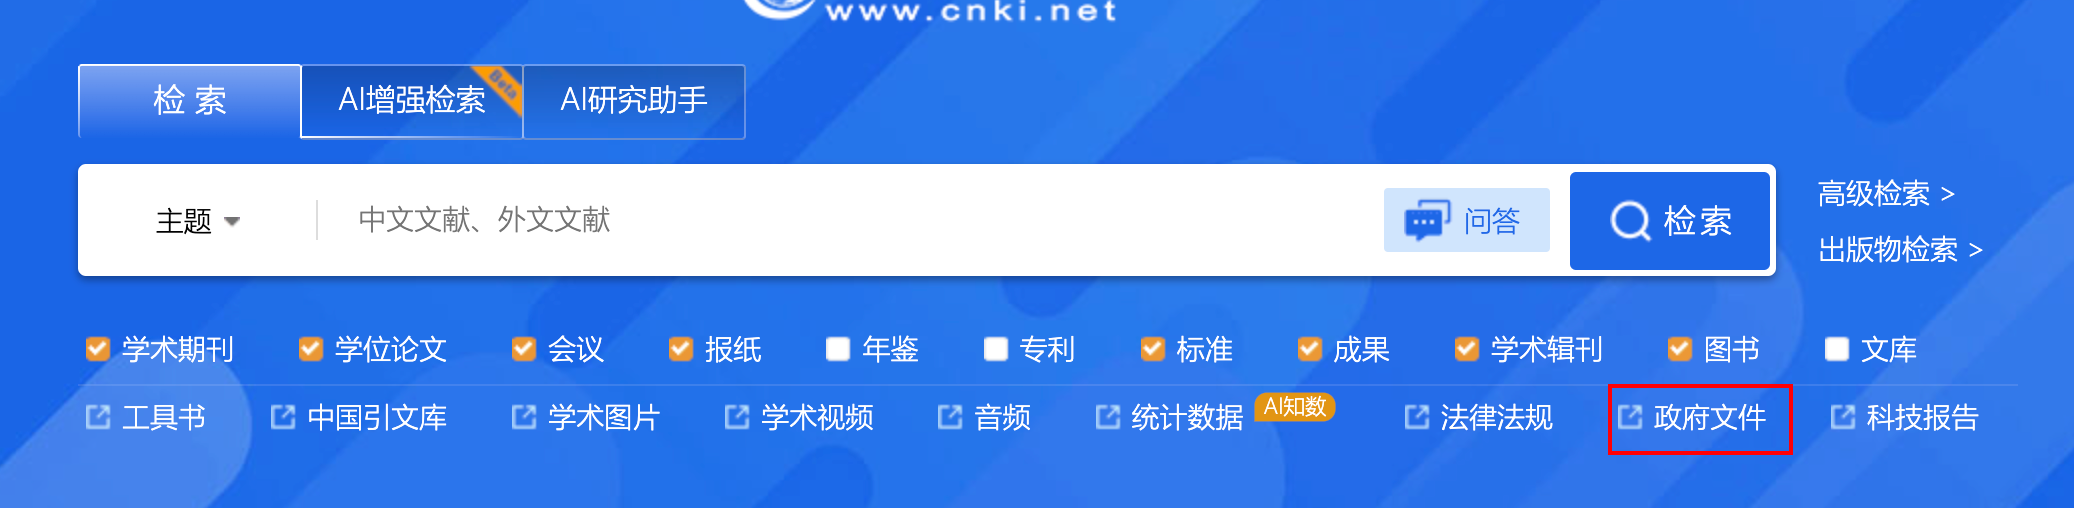 www.cnki.net
检 索 AI增强检索 Beta AI研究助手
主题 中文文献、外文文献 问答 检索
高级检索 >
出版物检索 >
学术期刊 学位论文 会议 报纸 年鉴 专利 标准 成果 学术辑刊 图书 文库
工具书 中国引文库 学术图片 学术视频 音频 统计数据 AI知数 法律法规 政府文件 科技报告